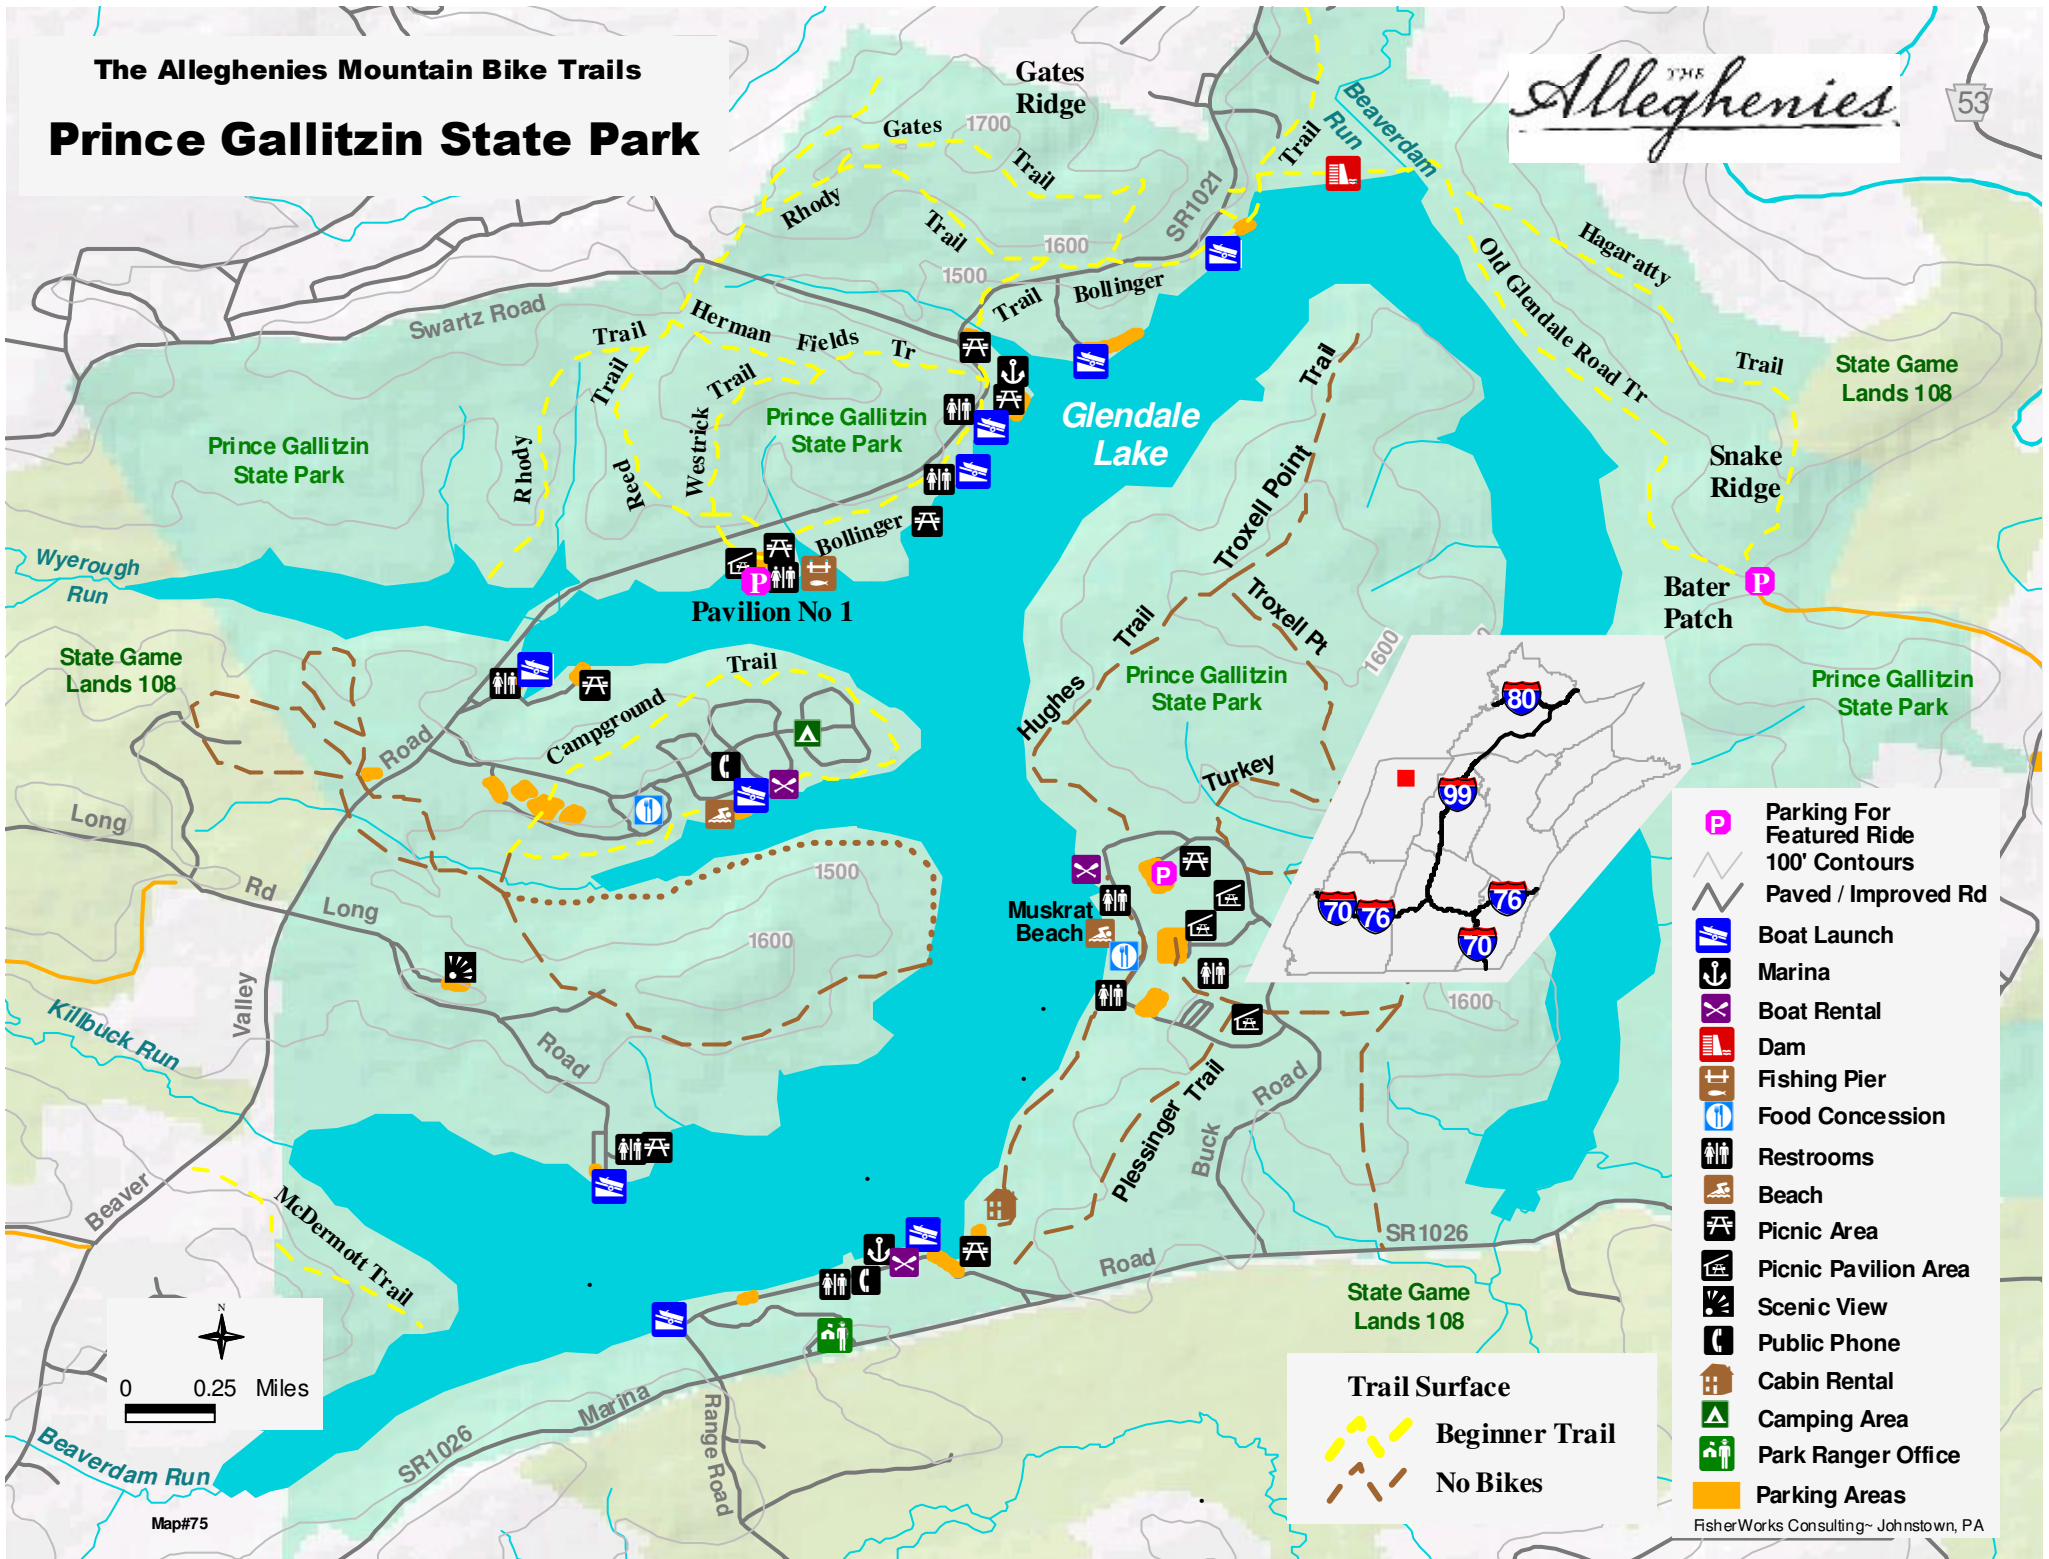 The Alleghenies Mountain Bike Trails
Prince Gallitzin State Park
THE
Alleghenies
53
Gates
Ridge
Gates
1700
Trail
Rhody
Trail
1600
1500
SR1021
Trail
Beaverdam
Run
Bollinger
Trail
Swartz Road
Trail
Herman
Fields
Tr
Trail
Trail
Rhody
Reed
Westrick
Prince Gallitzin
State Park
Prince Gallitzin
State Park
Glendale
Lake
Bollinger
Pavilion No 1
P
Old Glendale Road Tr
Hagaratty
Trail
State Game
Lands 108
Snake
Ridge
Bater
Patch
P
Prince Gallitzin
State Park
Trail
Troxell Point
Troxell Pt
Trail
Hughes
1600
Prince Gallitzin
State Park
Turkey
Wyerough
Run
State Game
Lands 108
Trail
Campground
Road
Long
Rd
Long
Valley
Road
1500
1600
Killbuck Run
Beaver
McDermott Trail
Muskrat
Beach
P
1600
Plessinger
Trail
Buck
Road
Road
SR1026
State Game
Lands 108
Marina
SR1026
Range Road
Beaverdam Run
80
99
70
76
76
70
N
0
0.25
Miles
Map#75
Trail Surface
Beginner Trail
No Bikes
P
Parking For
Featured Ride
100' Contours
Paved / Improved Rd
Boat Launch
Marina
Boat Rental
Dam
Fishing Pier
Food Concession
Restrooms
Beach
Picnic Area
Picnic Pavilion Area
Scenic View
Public Phone
Cabin Rental
Camping Area
Park Ranger Office
Parking Areas
FisherWorks Consulting~ Johnstown, PA